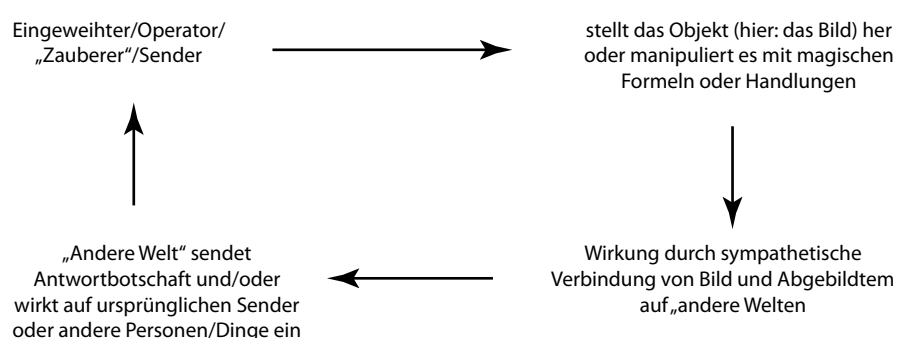 Eingeweihter/Operator/
„Zauberer“/Sender
stellt das Objekt (hier: das Bild) her
oder manipuliert es mit magischen
Formeln oder Handlungen
Wirkung durch sympathetische
Verbindung von Bild und Abgebildtem
auf „andere Welten
„Andere Welt“ sendet
Antwortbotschaft und/oder
wirkt auf ursprünglichen Sender
oder andere Personen/Dinge ein